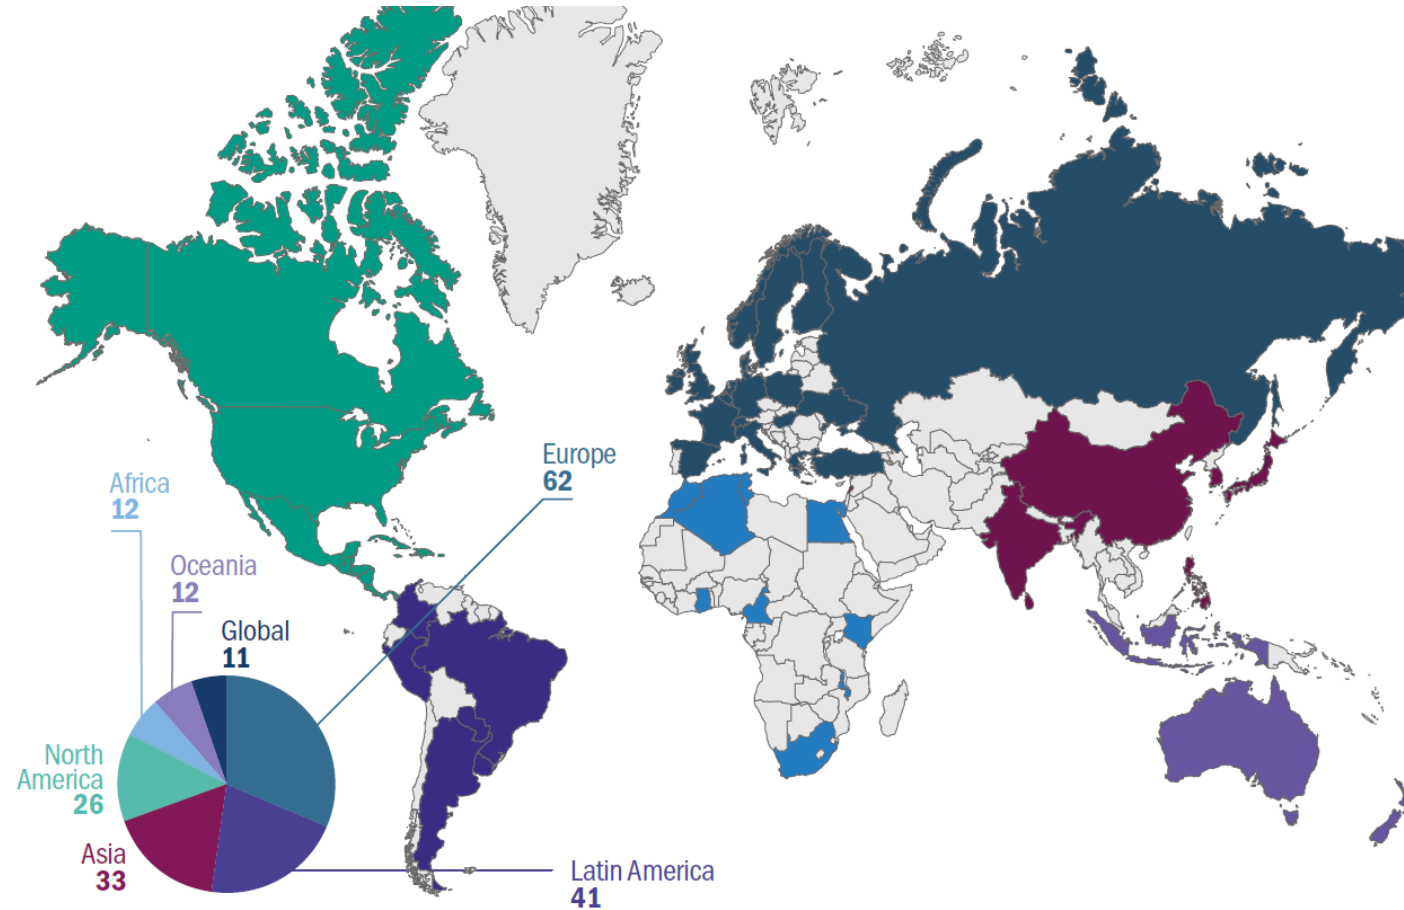 Europe
62
Africa
12
Oceania
12
Global
11
North
America
26
Asia
33
Latin America
41